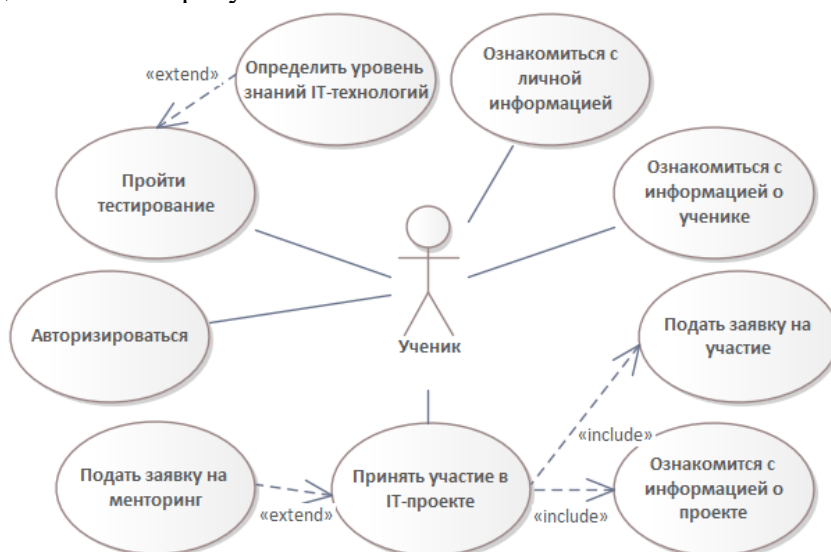 Определить уровень
знаний IT-технологий
«extend»
Ознакомиться с
личной
информацией
Пройти
тестирование
Ознакомиться с
информацией о
ученике
Авторизироваться
Ученик
Подать заявку на
участие
«include»
Подать заявку на
менторинг
«extend»
Принять участие в
IT-проекте
«include»
Ознакомится с
информацией о
проекте